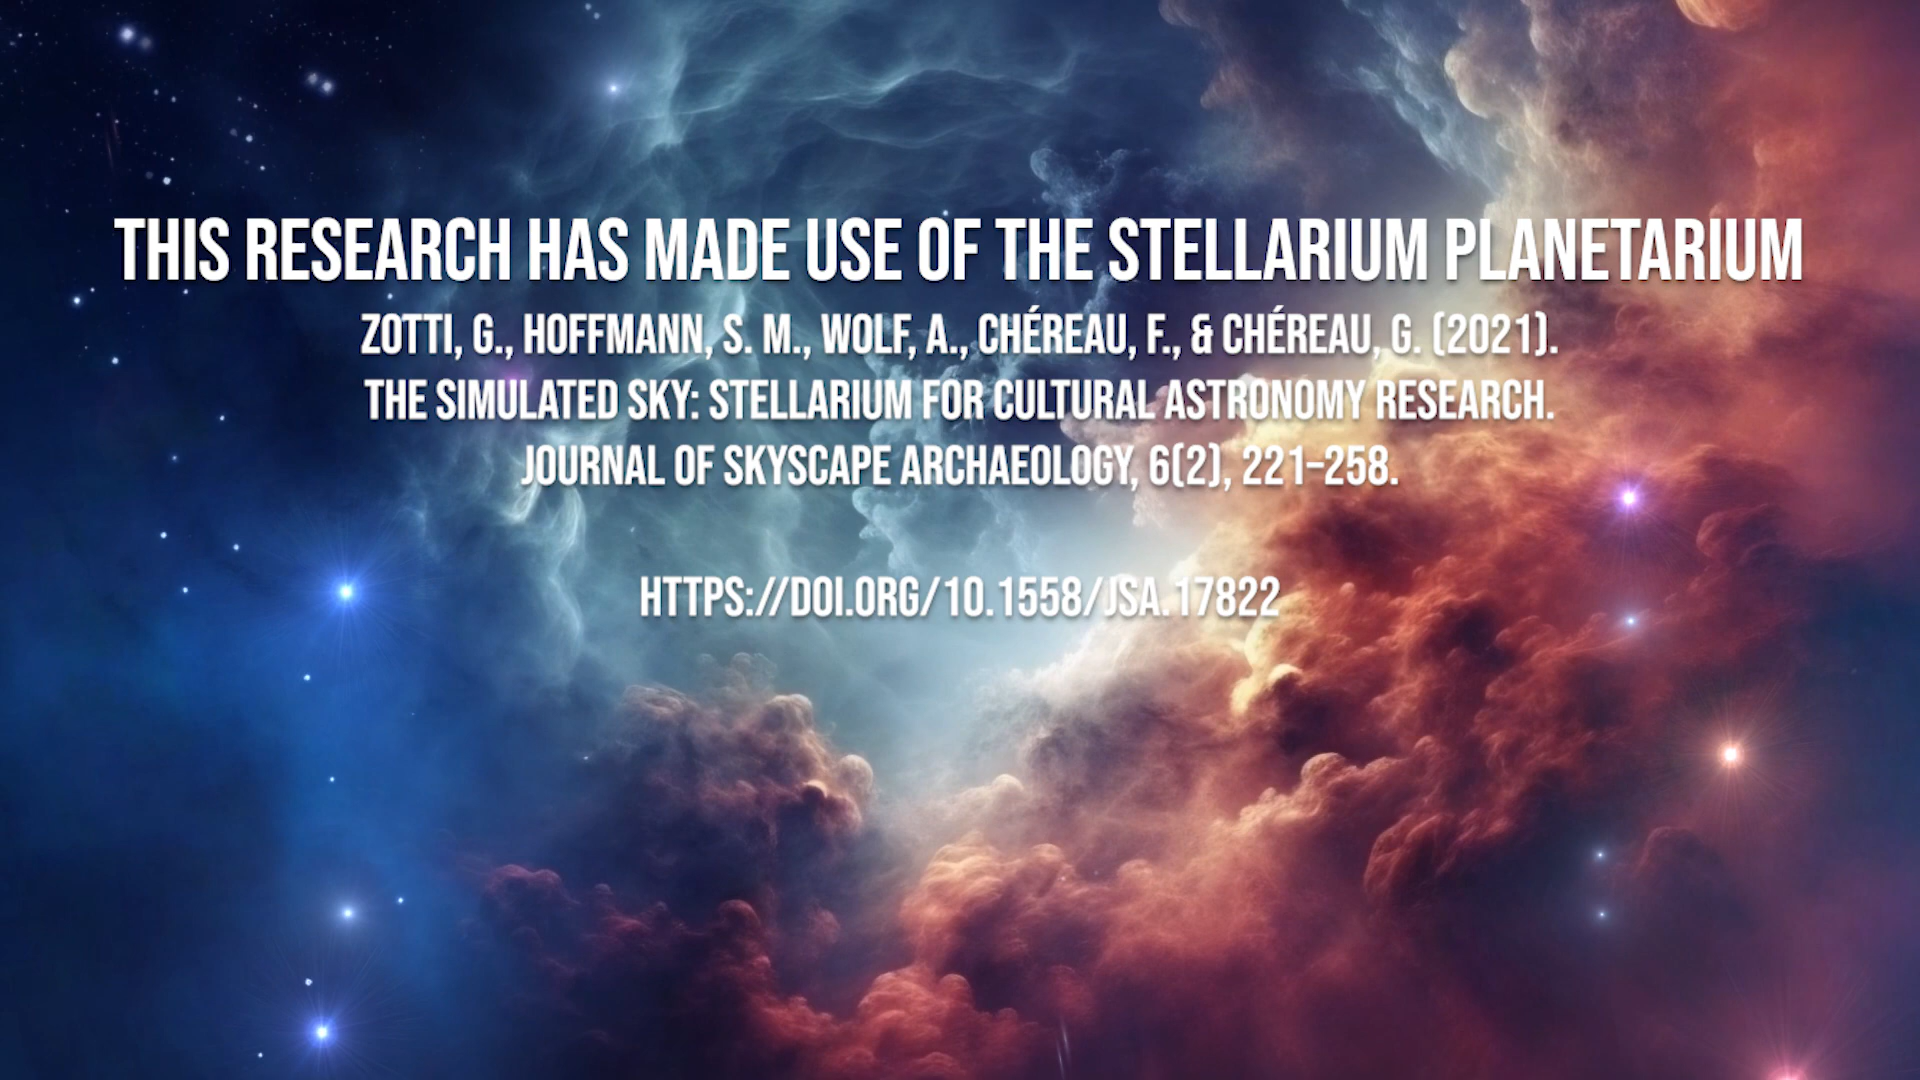 THIS RESEARCH HAS MADE USE OF THE STELLARIUM PLANETARIUM
ZOTTI, G., HOFFMANN, S. M., WOLF, A., CHÉREAU, F., & CHÉREAU, G. (2021).
THE SIMULATED SKY: STELLARIUM FOR CULTURAL ASTRONOMY RESEARCH.
JOURNAL OF SKYSCAPE ARCHAEOLOGY, 6(2), 221–258.
HTTPS://DOI.ORG/10.1558/JSA.17822